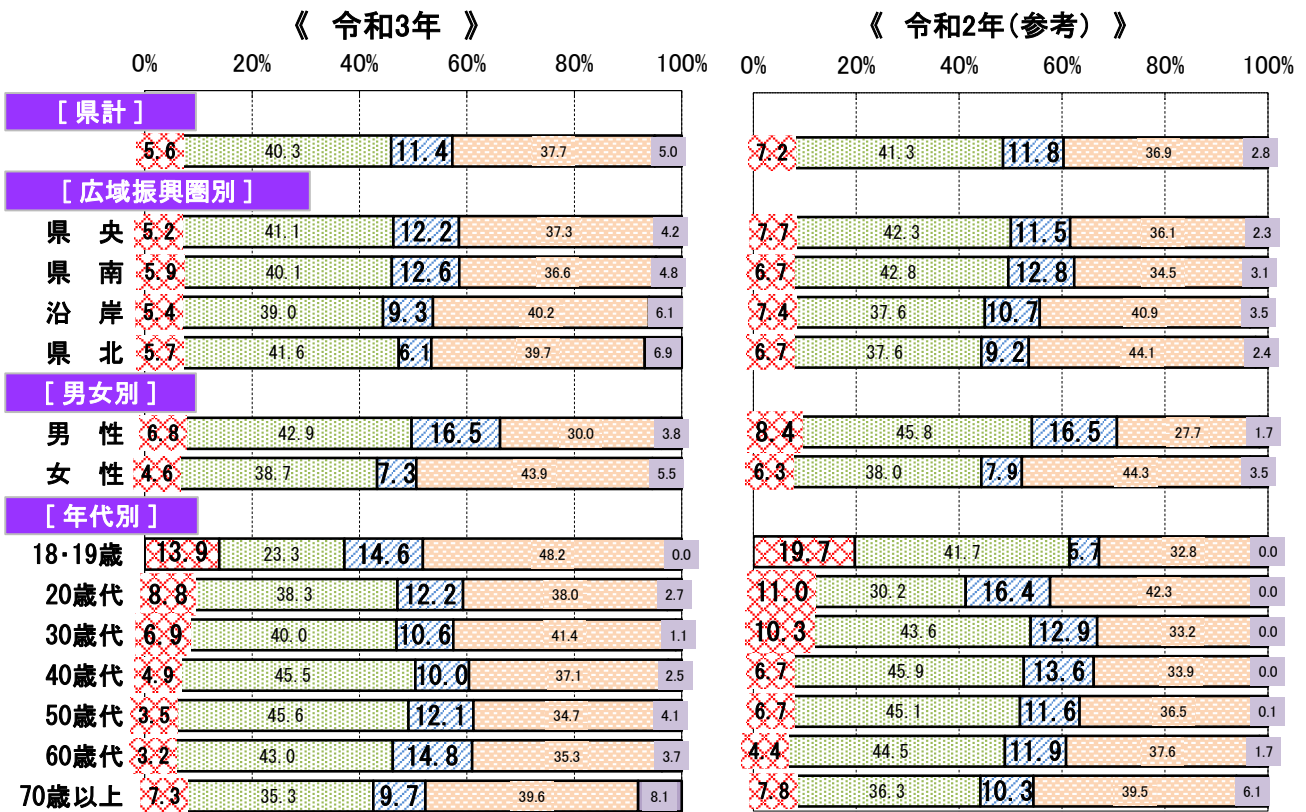 《 令和3年 》 《 令和2年(参考) 》
0% 20% 40% 60% 80% 100% 0% 20% 40% 60% 80% 100%
[ 県計 ]
5.6 40.3 11.4 37.7 5.0 7.2 41.3 11.8 36.9 2.8
[ 広域振興圏別 ]
県 央 5.2 41.1 12.2 37.3 4.2 7.7 42.3 11.5 36.1 2.3
県 南 5.9 40.1 12.6 36.6 4.8 6.7 42.8 12.8 34.5 3.1
沿 岸 5.4 39.0 9.3 40.2 6.1 7.4 37.6 10.7 40.9 3.5
県 北 5.7 41.6 6.1 39.7 6.9 6.7 37.6 9.2 44.1 2.4
[ 男女別 ]
男 性 6.8 42.9 16.5 30.0 3.8 8.4 45.8 16.5 27.7 1.7
女 性 4.6 38.7 7.3 43.9 5.5 6.3 38.0 7.9 44.3 3.5
[ 年代別 ]
18・19歳 13.9 23.3 14.6 48.2 0.0 19.7 41.7 5.7 32.8 0.0
20歳代 8.8 38.3 12.2 38.0 2.7 11.0 30.2 16.4 42.3 0.0
30歳代 6.9 40.0 10.6 41.4 1.1 10.3 43.6 12.9 33.2 0.0
40歳代 4.9 45.5 10.0 37.1 2.5 6.7 45.9 13.6 33.9 0.0
50歳代 3.5 45.6 12.1 34.7 4.1 6.7 45.1 11.6 36.5 0.1
60歳代 3.2 43.0 14.8 35.3 3.7 4.4 44.5 11.9 37.6 1.7
70歳以上 7.3 35.3 9.7 39.6 8.1 7.8 36.3 10.3 39.5 6.1